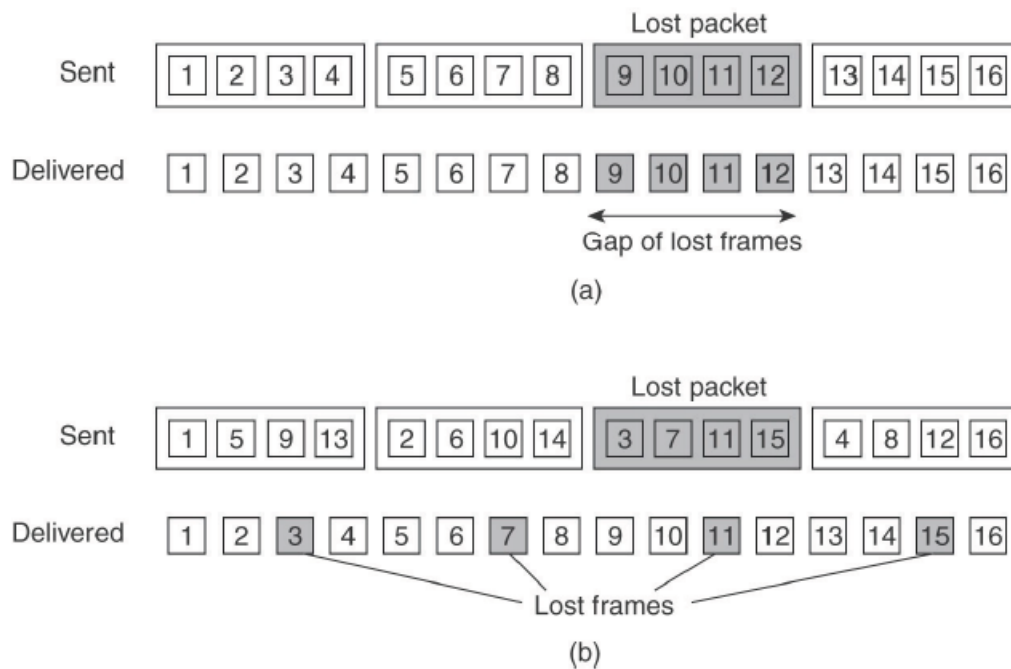 Lost packet
Sent 1 2 3 4 5 6 7 8 9 10 11 12 13 14 15 16
Delivered 1 2 3 4 5 6 7 8 9 10 11 12 13 14 15 16
Gap of lost frames
(a)
Lost packet
Sent 1 5 9 13 2 6 10 14 3 7 11 15 4 8 12 16
Delivered 1 2 3 4 5 6 7 8 9 10 11 12 13 14 15 16
Lost frames
(b)